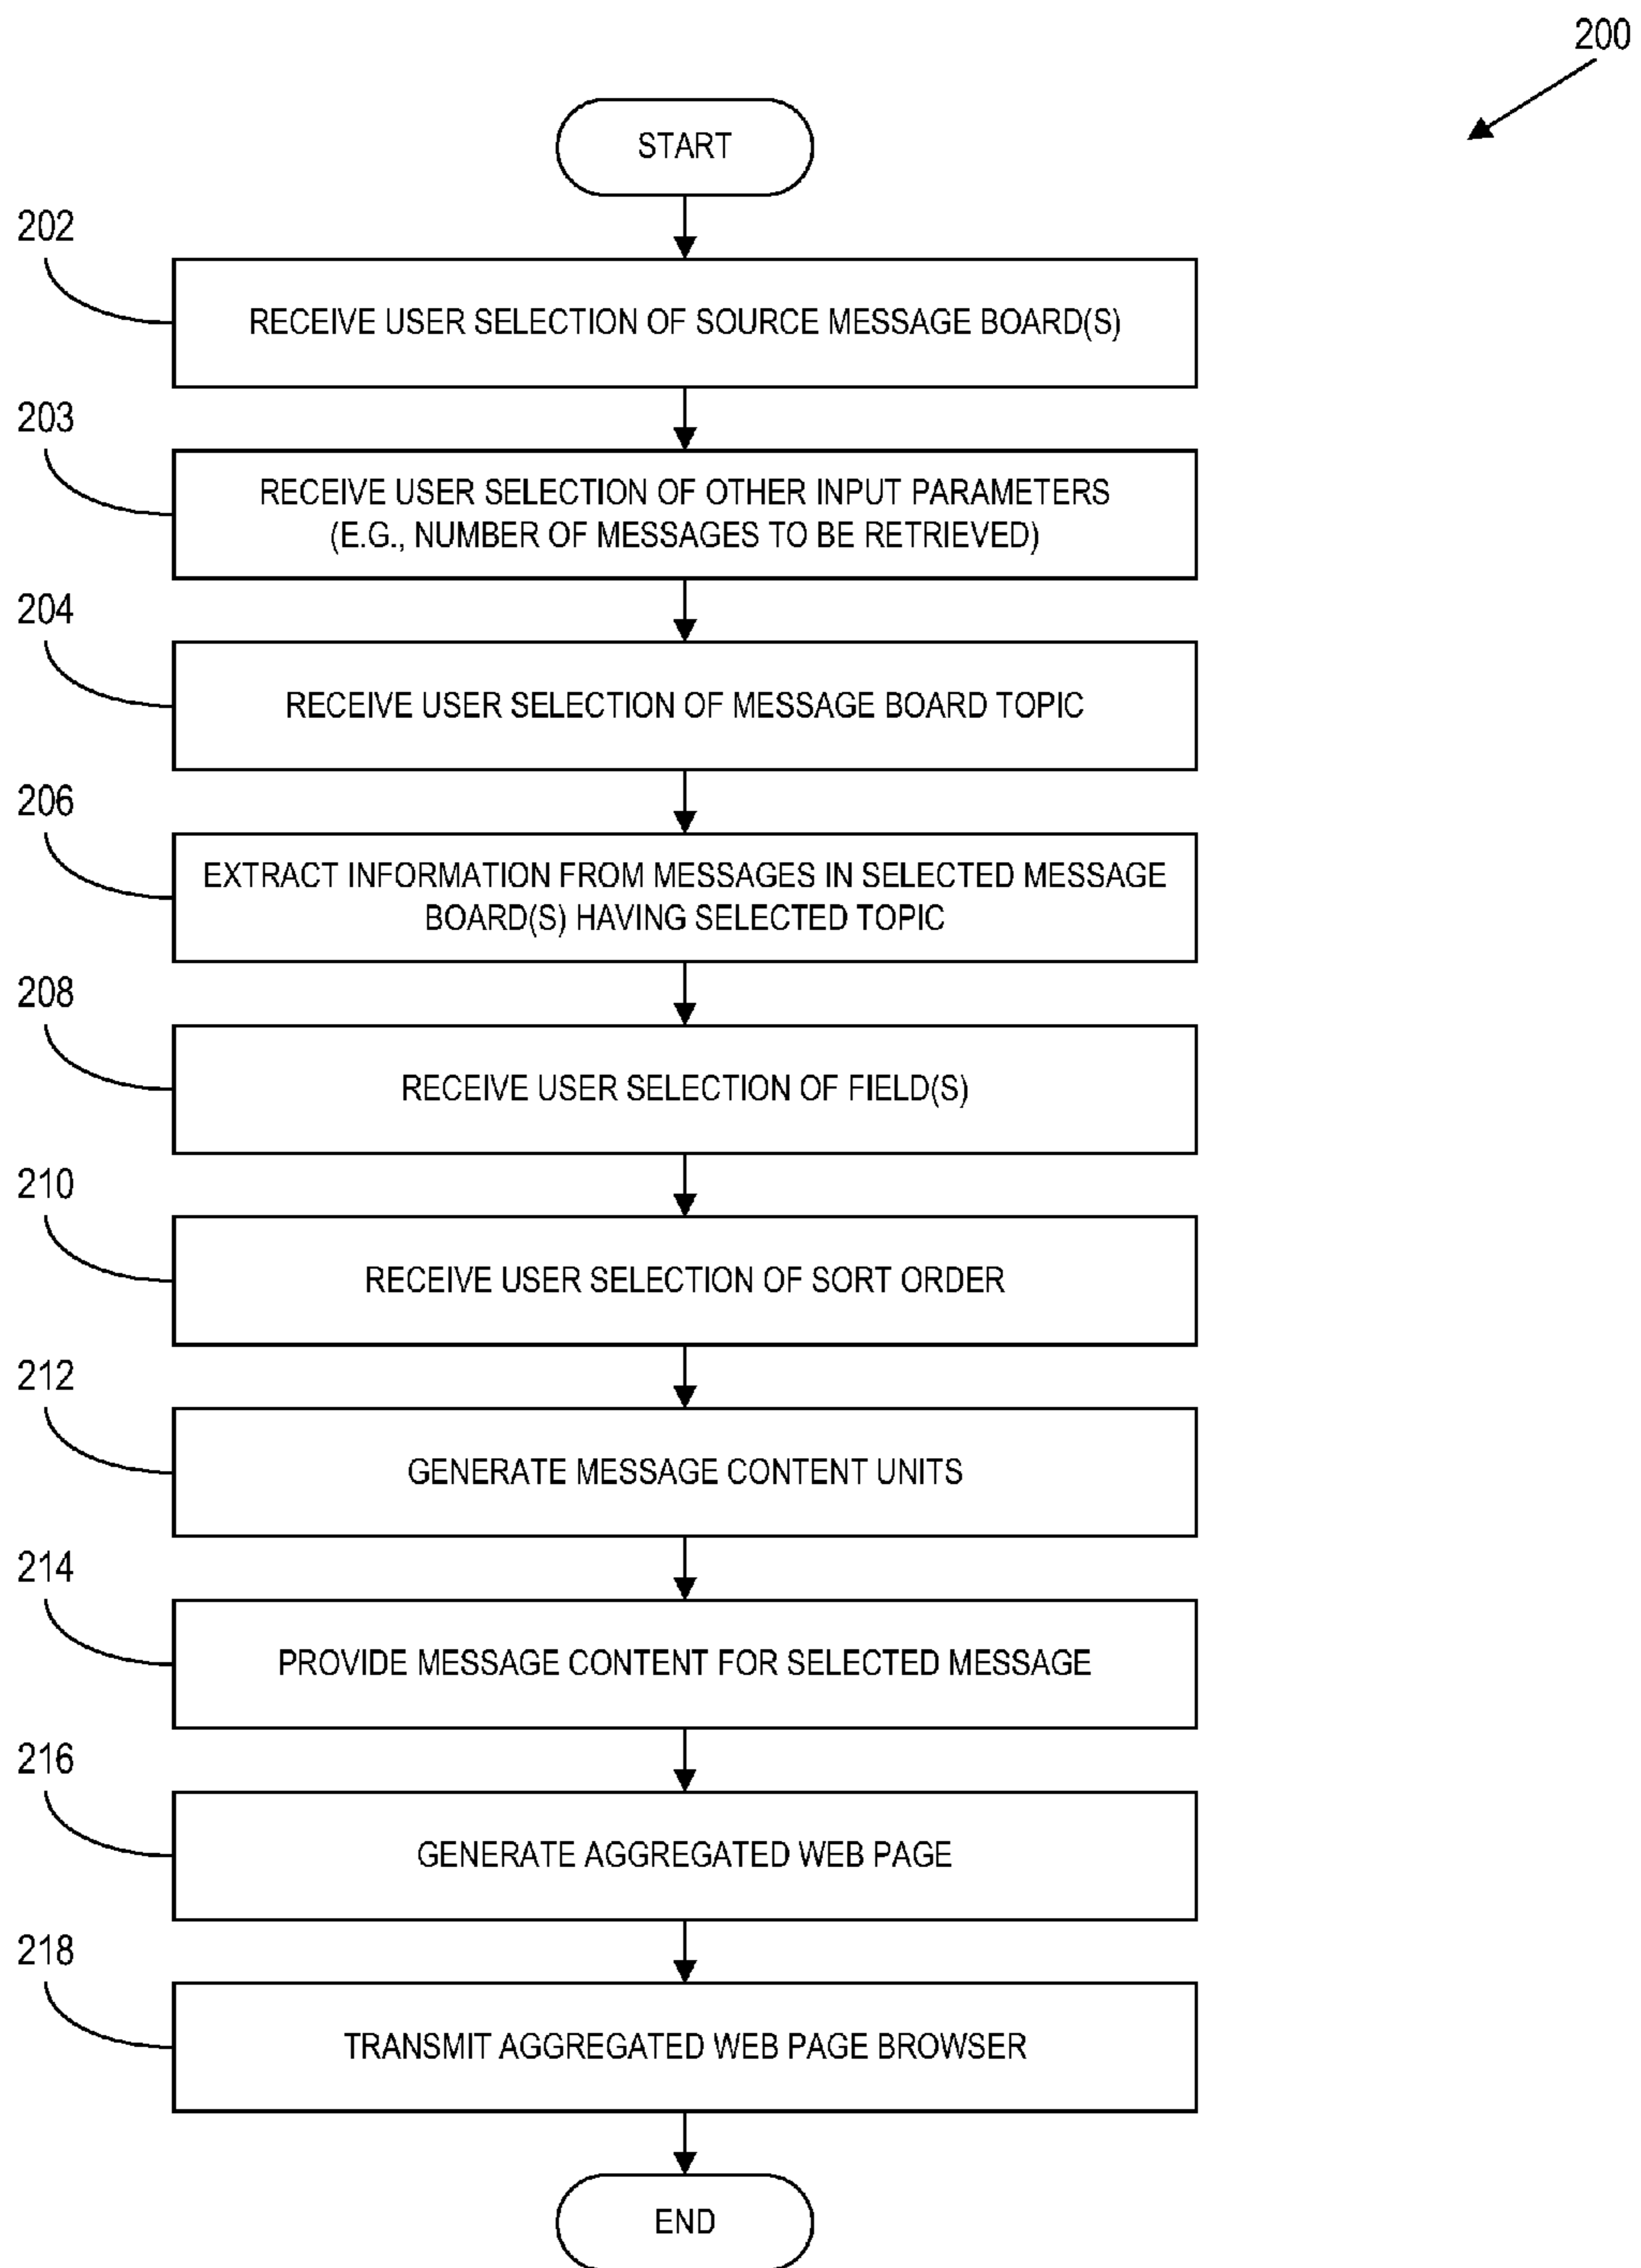 200
START
202
RECEIVE USER SELECTION OF SOURCE MESSAGE BOARD(S)
203
RECEIVE USER SELECTION OF OTHER INPUT PARAMETERS
(E.G., NUMBER OF MESSAGES TO BE RETRIEVED)
204
RECEIVE USER SELECTION OF MESSAGE BOARD TOPIC
206
EXTRACT INFORMATION FROM MESSAGES IN SELECTED MESSAGE
BOARD(S) HAVING SELECTED TOPIC
208
RECEIVE USER SELECTION OF FIELD(S)
210
RECEIVE USER SELECTION OF SORT ORDER
212
GENERATE MESSAGE CONTENT UNITS
214
PROVIDE MESSAGE CONTENT FOR SELECTED MESSAGE
216
GENERATE AGGREGATED WEB PAGE
218
TRANSMIT AGGREGATED WEB PAGE BROWSER
END